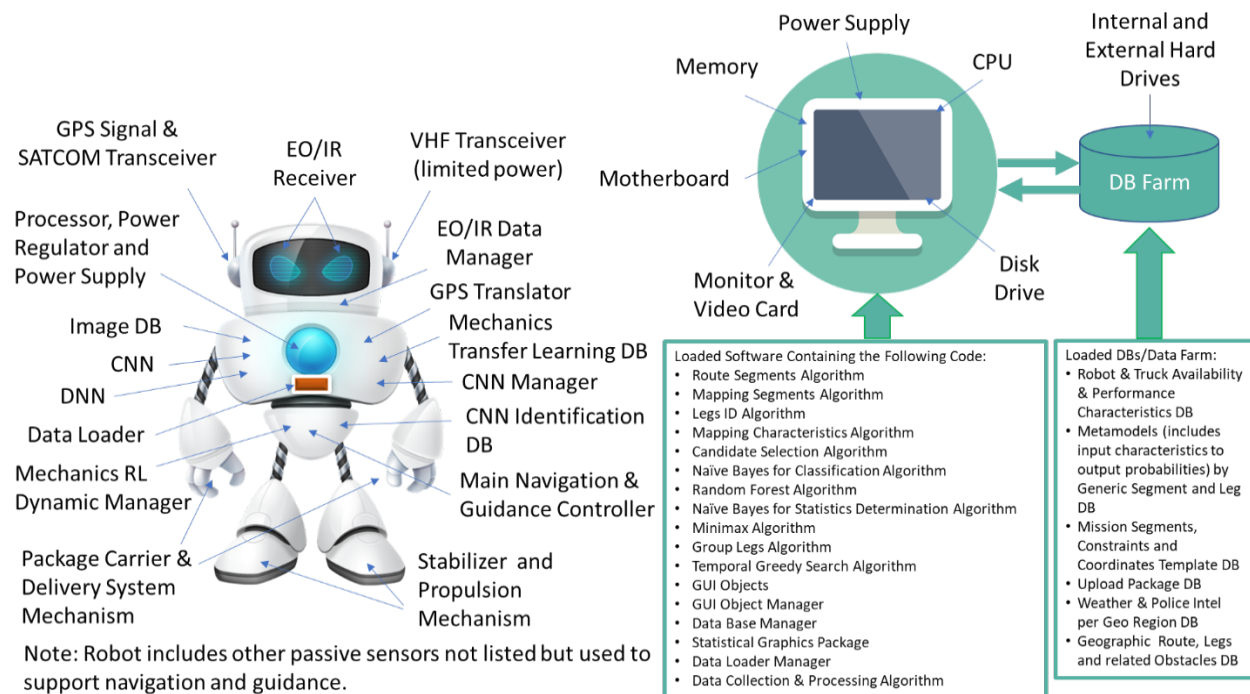 GPS Signal &
SATCOM Transceiver
EO/IR
Receiver
VHF Transceiver
(limited power)
Processor, Power
Regulator and
Power Supply
EO/IR Data
Manager
GPS Translator
Image DB
Mechanics
Transfer Learning DB
CNN
CNN Manager
DNN
CNN Identification
DB
Data Loader
Mechanics RL
Dynamic Manager
Main Navigation &
Guidance Controller
Package Carrier &
Delivery System
Mechanism
Stabilizer and
Propulsion
Mechanism
Note: Robot includes other passive sensors not listed but used to
support navigation and guidance.
Power Supply
Memory
CPU
Motherboard
Monitor &
Video Card
Disk
Drive
Internal and
External Hard
Drives
DB Farm
Loaded Software Containing the Following Code:
• Route Segments Algorithm
• Mapping Segments Algorithm
• Legs ID Algorithm
• Mapping Characteristics Algorithm
• Candidate Selection Algorithm
• Naïve Bayes for Classification Algorithm
• Random Forest Algorithm
• Naïve Bayes for Statistics Determination Algorithm
• Minimax Algorithm
• Group Legs Algorithm
• Temporal Greedy Search Algorithm
• GUI Objects
• GUI Object Manager
• Data Base Manager
• Statistical Graphics Package
• Data Loader Manager
• Data Collection & Processing Algorithm
Loaded DBs/Data Farm:
• Robot & Truck Availability
& Performance
Characteristics DB
• Metamodels (includes
input characteristics to
output probabilities) by
Generic Segment and Leg
DB
• Mission Segments,
Constraints and
Coordinates Template DB
• Upload Package DB
• Weather & Police Intel
per Geo Region DB
• Geographic Route, Legs
and related Obstacles DB